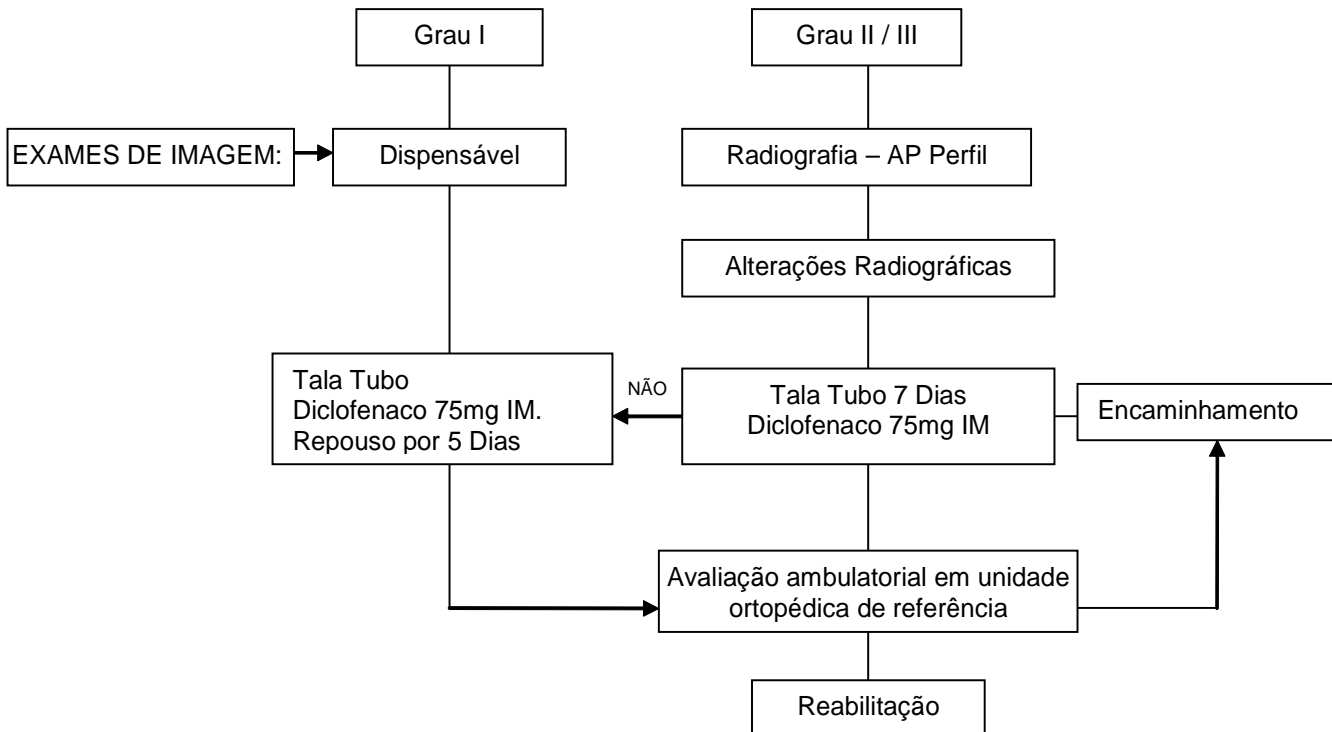 Grau I
Grau II / III
EXAMES DE IMAGEM:
Dispensável
Radiografia – AP Perfil
Alterações Radiográficas
Tala Tubo
Diclofenaco 75mg IM.
Repouso por 5 Dias
NÃO
Tala Tubo 7 Dias
Diclofenaco 75mg IM
Encaminhamento
Avaliação ambulatorial em unidade
ortopédica de referência
Reabilitação